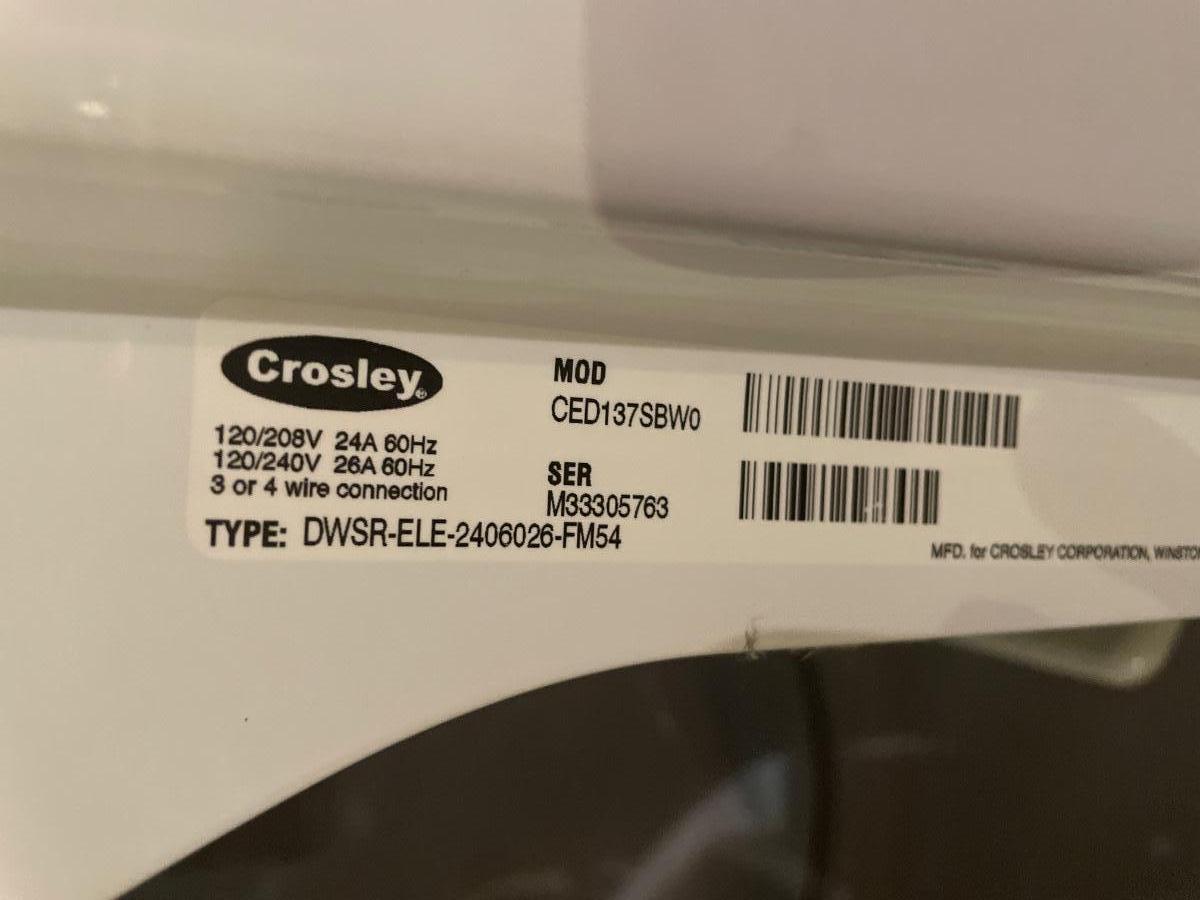 Crosley®
120/208V 24A 60Hz
120/240V 26A 60Hz
3 or 4 wire connection
TYPE: DWSR-ELE-2406026-FM54
MOD
CED137SBW0
SER
M33305763
MFD. for CROSLEY CORPORATION,